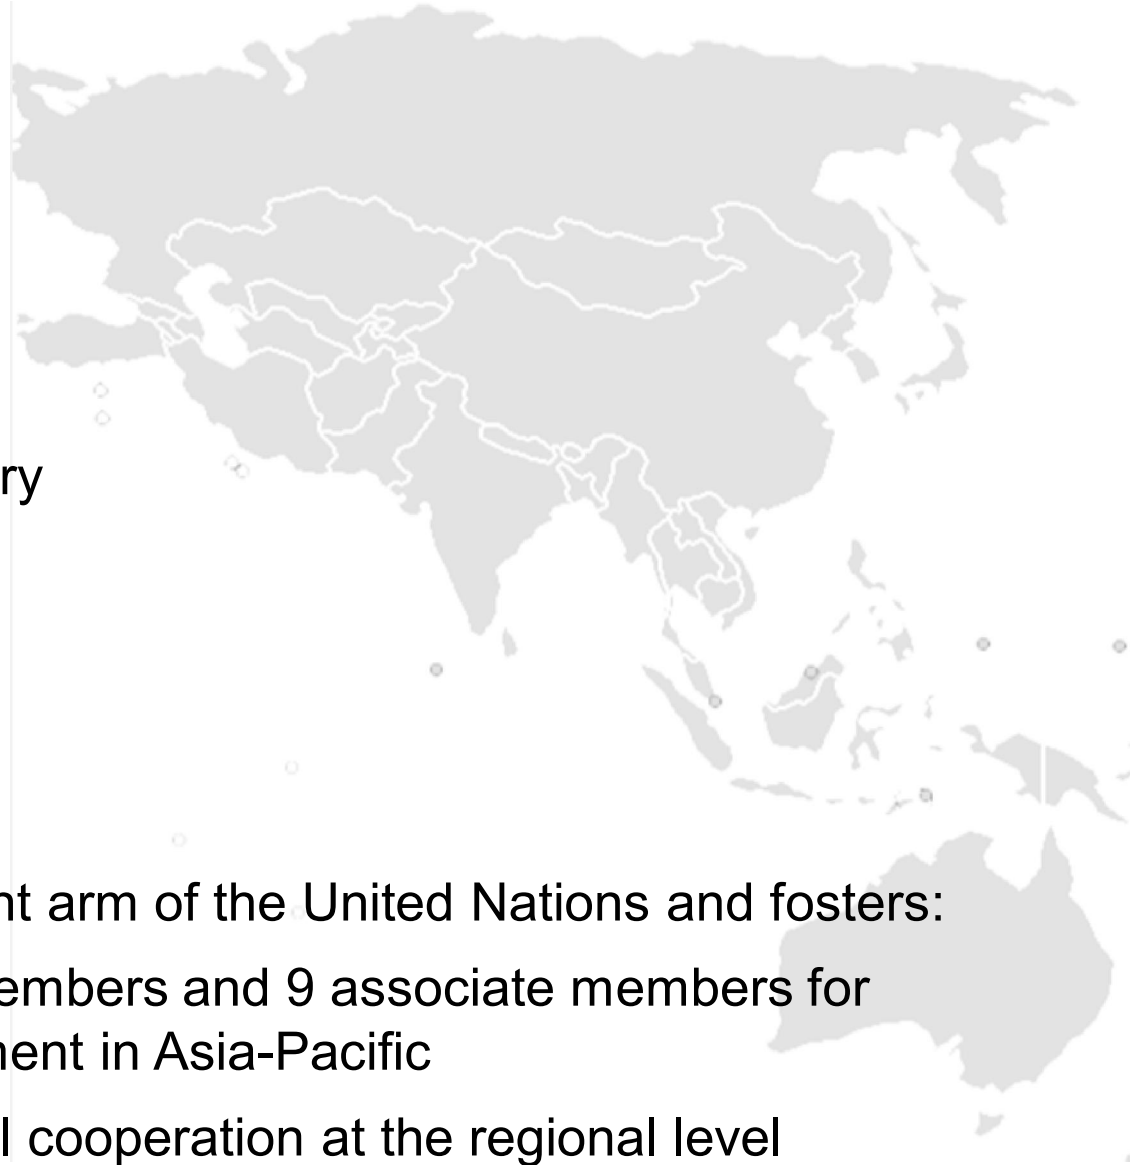 ry
nt arm of the United Nations and fosters:
embers and 9 associate members for
nent in Asia-Pacific
l cooperation at the regional level